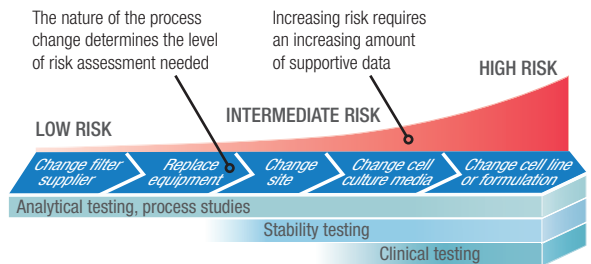 The nature of the process
change determines the level
of risk assessment needed
Increasing risk requires
an increasing amount
of supportive data
HIGH RISK
INTERMEDIATE RISK
LOW RISK
Change filter
supplier
Replace
equipment
Change
site
Change cell
culture media
Change cell line
or formulation
Analytical testing, process studies
Stability testing
Clinical testing